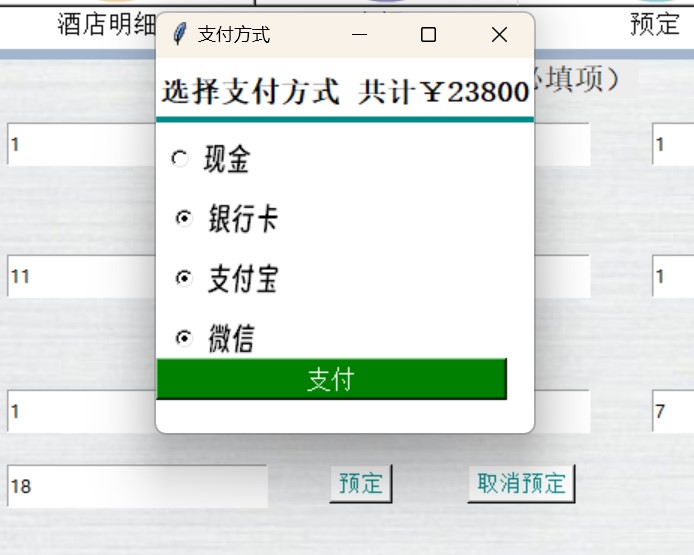 酒店明细
预定
支付方式
选择支付方式 共计￥23800
必填项）
1
1
现金
银行卡
11
1
支付宝
微信
支付
1
7
18
预定
取消预定